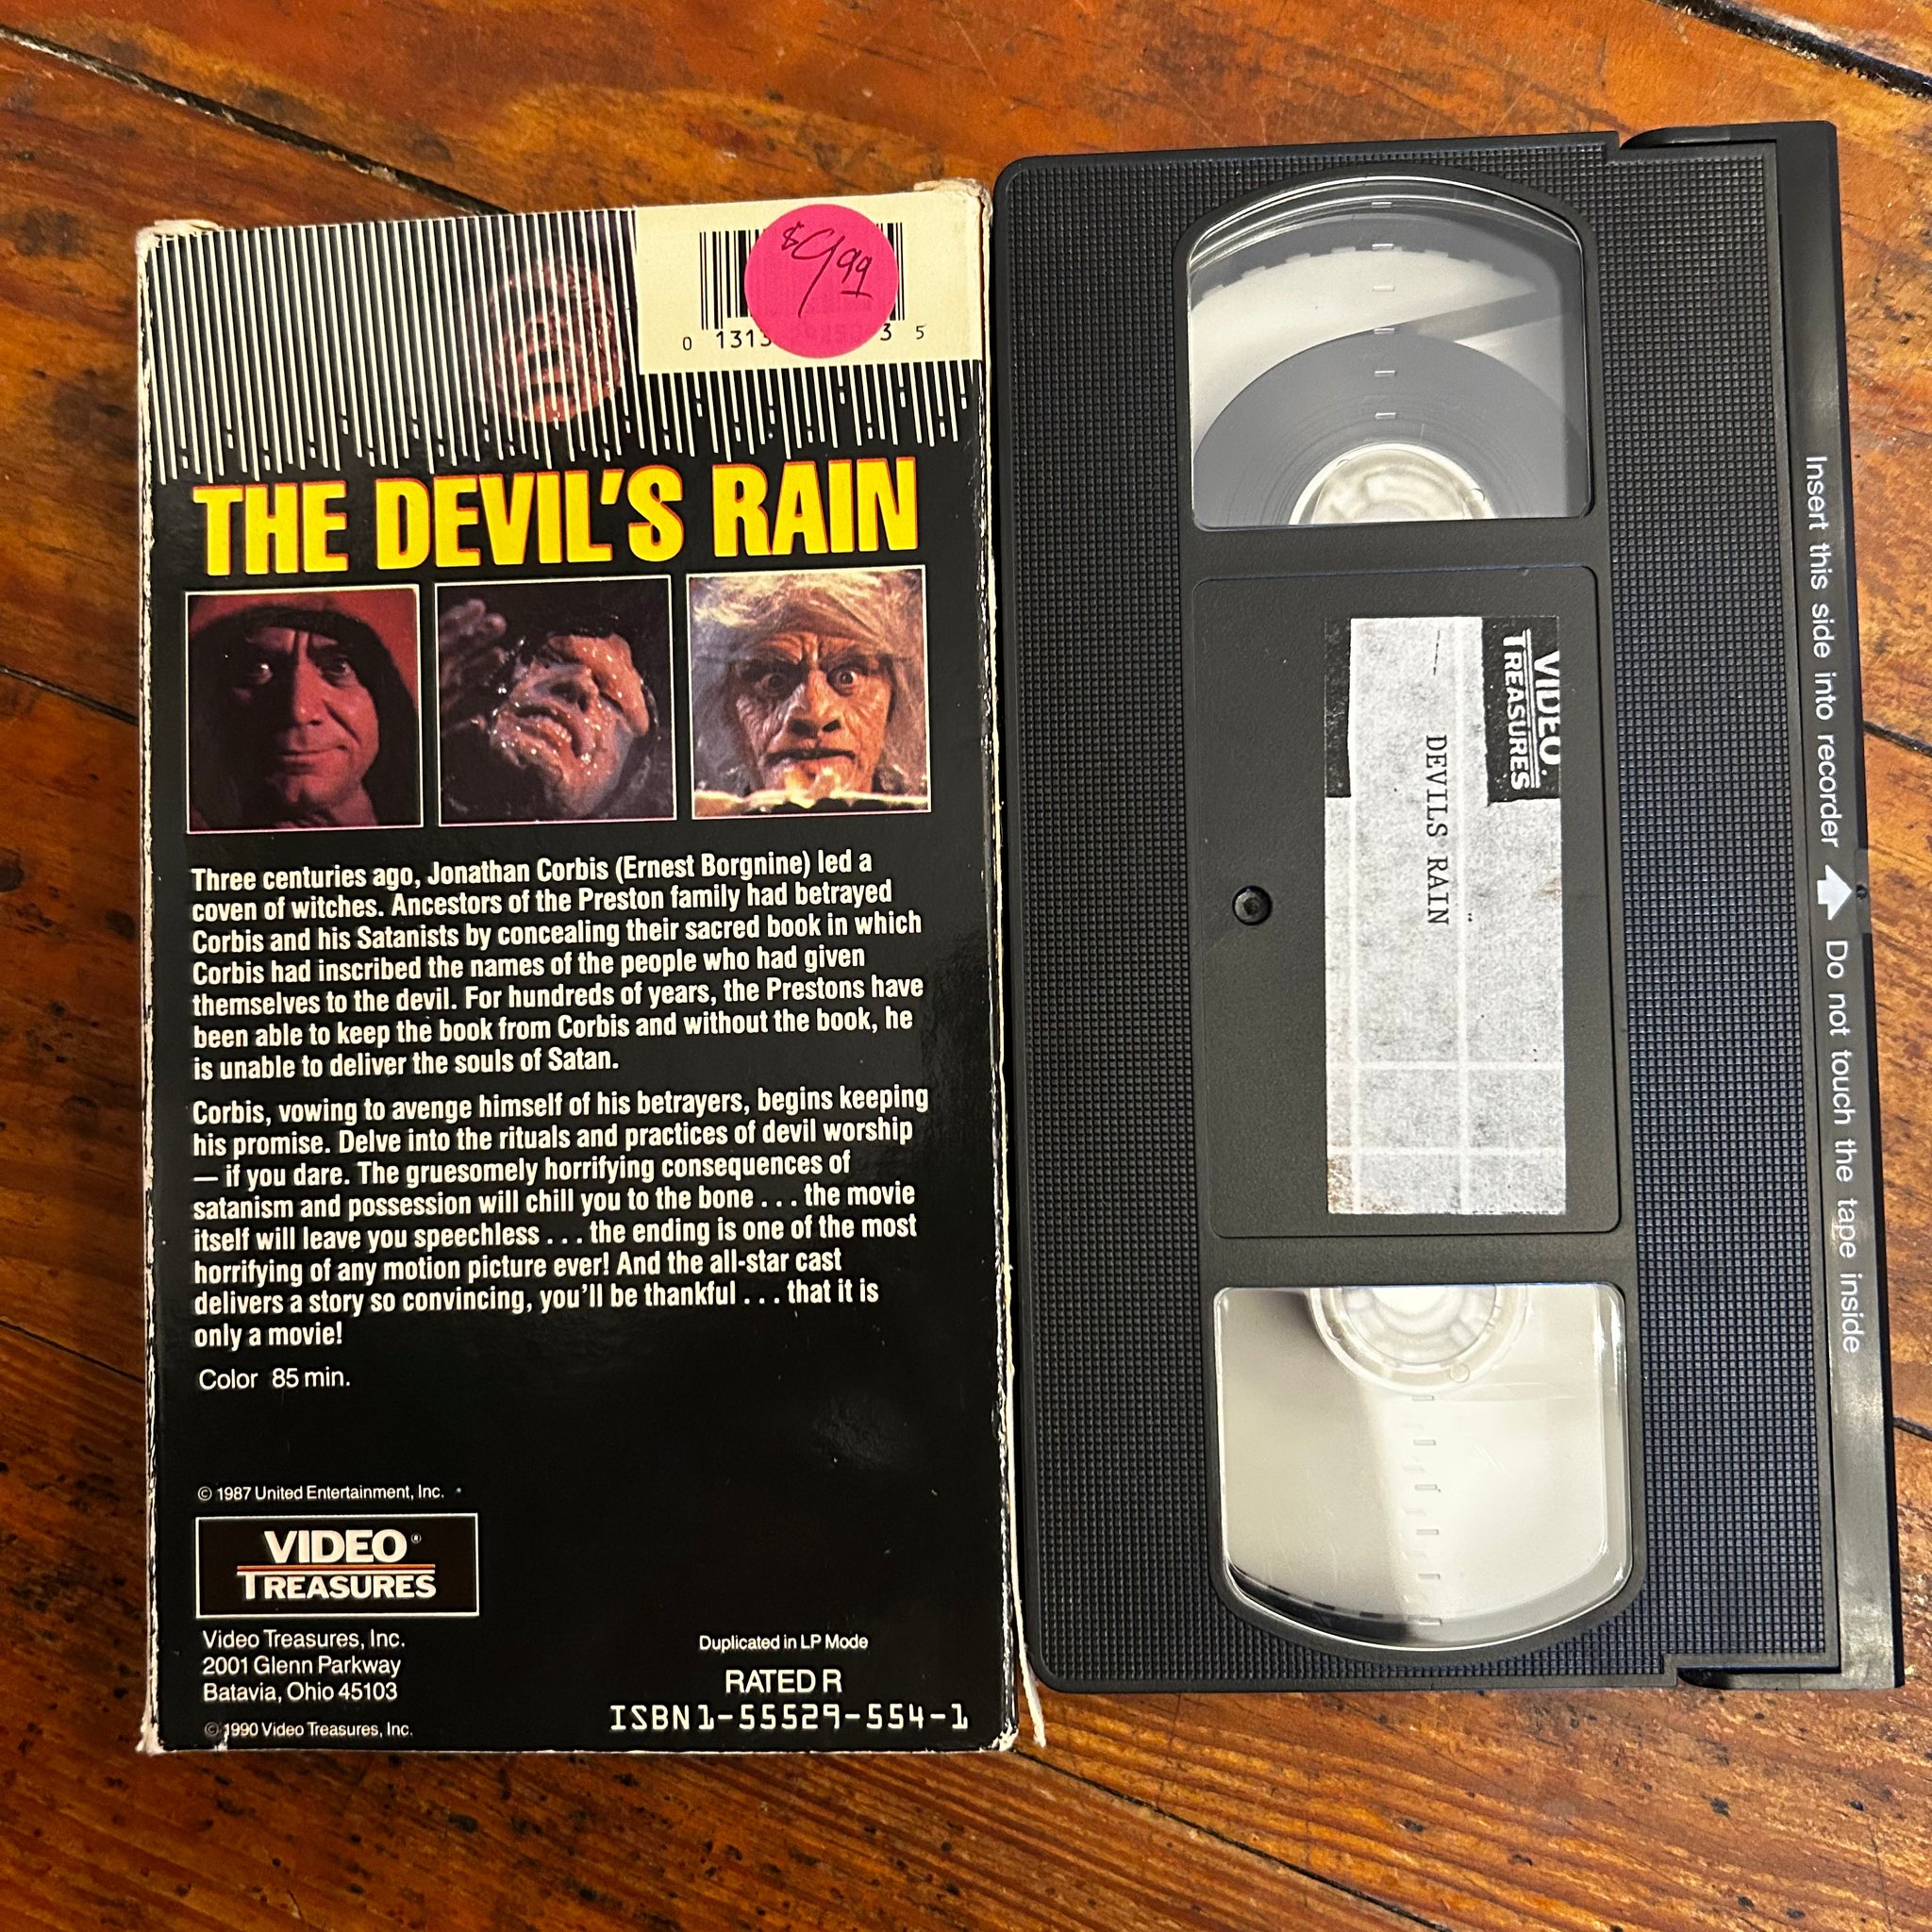 $9.99
0 1313 3 5
THE DEVIL'S RAIN
Three centuries ago, Jonathan Corbis (Ernest Borgnine) led a
coven of witches. Ancestors of the Preston family had betrayed
Corbis and his Satanists by concealing their sacred book in which
Corbis had inscribed the names of the people who had given
themselves to the devil. For hundreds of years, the Prestons have
been able to keep the book from Corbis and without the book, he
is unable to deliver the souls of Satan.
Corbis, vowing to avenge himself of his betrayers, begins keeping
his promise. Delve into the rituals and practices of devil worship
— if you dare. The gruesomely horrifying consequences of
satanism and possession will chill you to the bone . . . the movie
itself will leave you speechless . . . the ending is one of the most
horrifying of any motion picture ever! And the all-star cast
delivers a story so convincing, you'll be thankful . . . that it is
only a movie!
Color 85 min.
© 1987 United Entertainment, Inc.
VIDEO®
TREASURES
Video Treasures, Inc.
2001 Glenn Parkway
Batavia, Ohio 45103
© 1990 Video Treasures, Inc.
Duplicated in LP Mode
RATED R
ISBN 1-55529-554-1
VIDEO
TREASURES
DEVILS RAIN
Insert this side into recorder Do not touch the tape inside